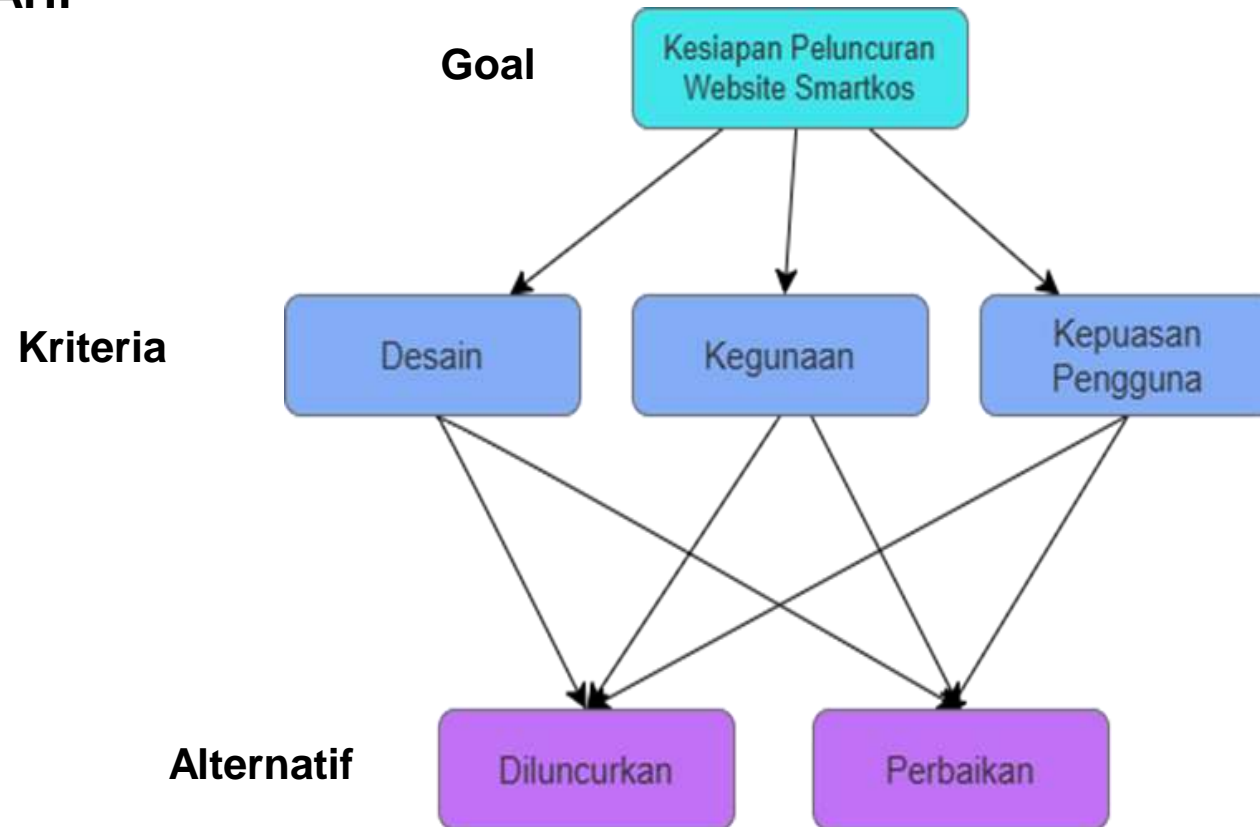 Goal
Kesiapan Peluncuran
Website Smartkos
Kriteria
Desain
Kegunaan
Kepuasan
Pengguna
Alternatif
Diluncurkan
Perbaikan